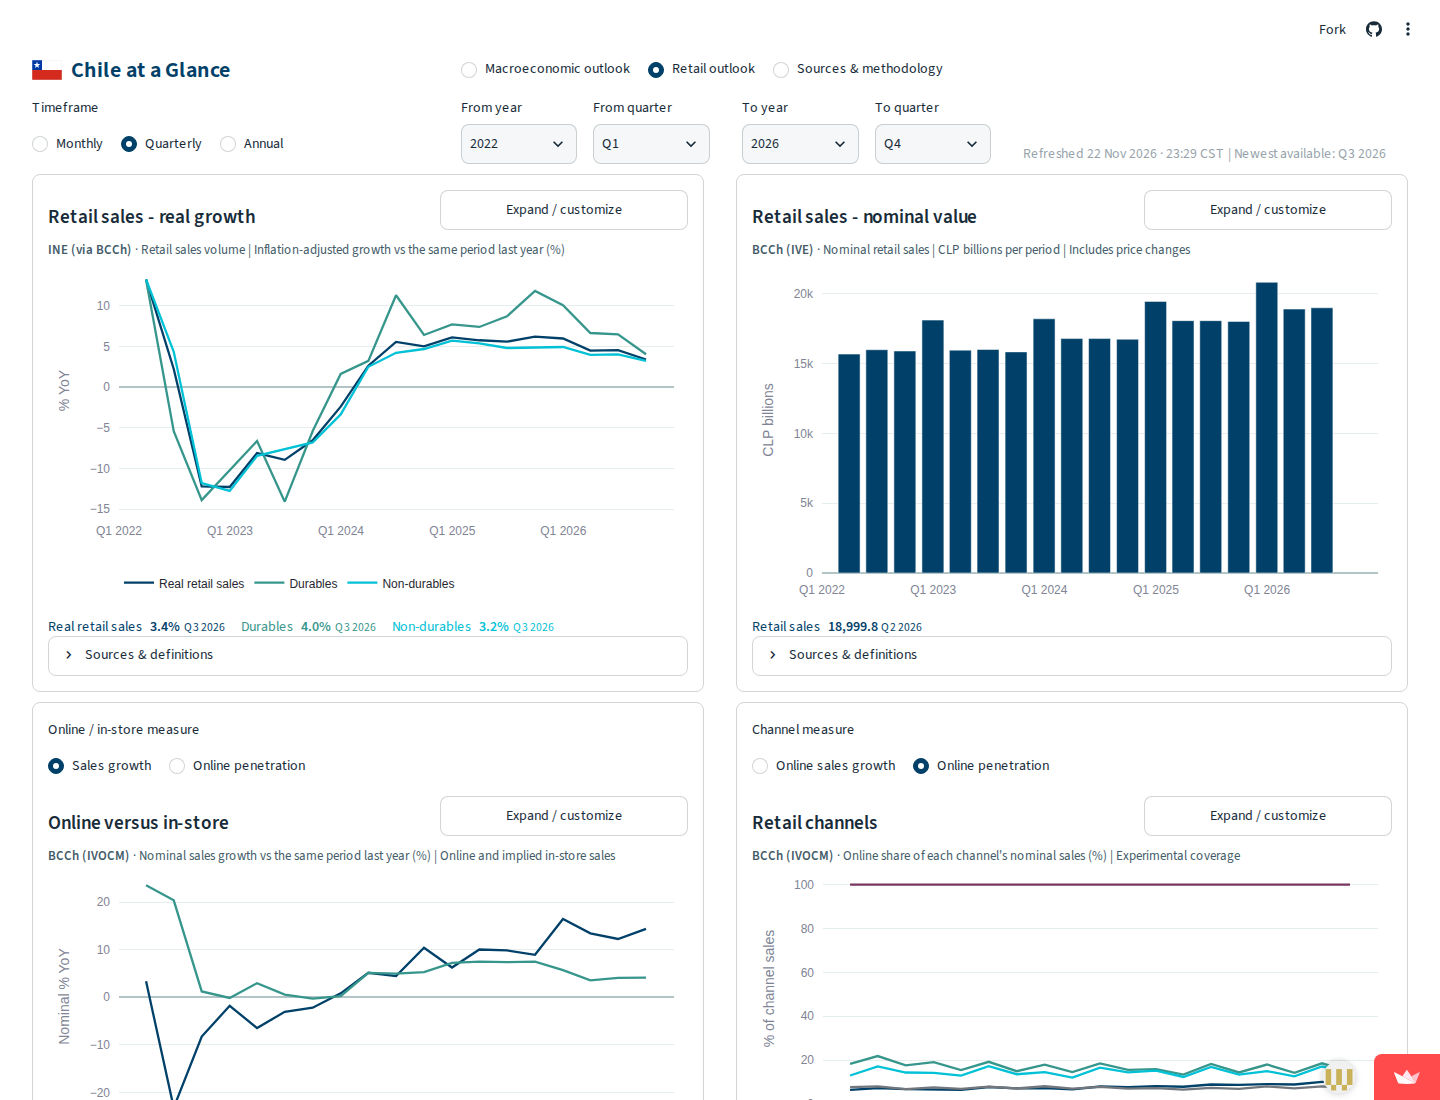 Fork
Chile at a Glance
Macroeconomic outlook Retail outlook Sources & methodology
Timeframe
Monthly Quarterly Annual
From year From quarter To year To quarter
2022 Q1 2026 Q4
Refreshed 22 Nov 2026 · 23:29 CST | Newest available: Q3 2026
Retail sales - real growth
Expand / customize
INE (via BCCh) · Retail sales volume | Inflation-adjusted growth vs the same period last year (%)
% YoY
10
5
0
−5
−10
−15
Q1 2022 Q1 2023 Q1 2024 Q1 2025 Q1 2026
Real retail sales Durables Non-durables
Real retail sales 3.4% Q3 2026 Durables 4.0% Q3 2026 Non-durables 3.2% Q3 2026
Sources & definitions
Retail sales - nominal value
Expand / customize
BCCh (IVE) · Nominal retail sales | CLP billions per period | Includes price changes
CLP billions
20k
15k
10k
5k
0
Q1 2022 Q1 2023 Q1 2024 Q1 2025 Q1 2026
Retail sales 18,999.8 Q2 2026
Sources & definitions
Online / in-store measure
Sales growth Online penetration
Online versus in-store
Expand / customize
BCCh (IVOCM) · Nominal sales growth vs the same period last year (%) | Online and implied in-store sales
Nominal % YoY
20
10
0
−10
−20
Channel measure
Online sales growth Online penetration
Retail channels
Expand / customize
BCCh (IVOCM) · Online share of each channel's nominal sales (%) | Experimental coverage
% of channel sales
100
80
60
40
20